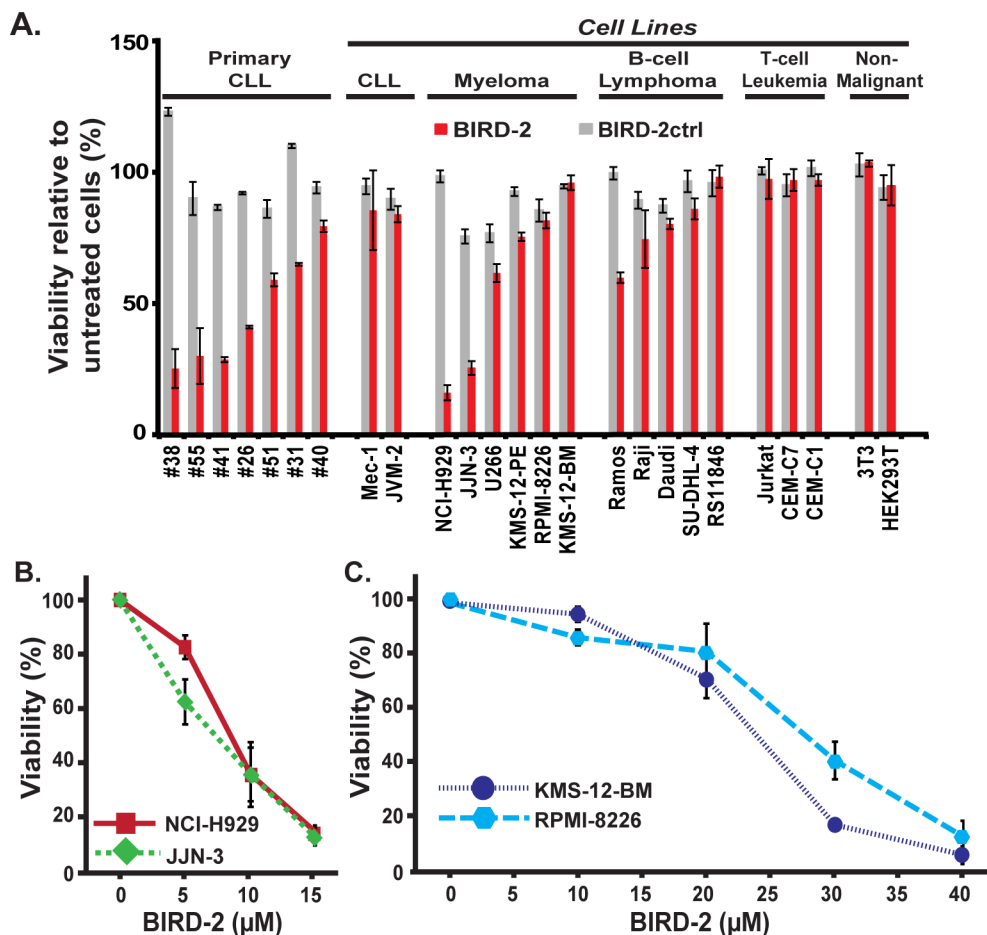 A.
Cell Lines
Primary CLL
CLL
Myeloma
B-cell Lymphoma
T-cell Leukemia
Non-Malignant
BIRD-2
BIRD-2ctrl
Viability relative to
untreated cells (%)
150
100
50
0
#38
#55
#41
#26
#51
#31
#40
Mec-1
JVM-2
NCI-H929
JJN-3
U266
KMS-12-PE
RPMI-8226
KMS-12-BM
Ramos
Raji
Daudi
SU-DHL-4
RS11846
Jurkat
CEM-C7
CEM-C1
3T3
HEK293T
B.
Viability (%)
100
80
60
40
20
0
NCI-H929
JJN-3
0 5 10 15
BIRD-2 (µM)
C.
Viability (%)
100
80
60
40
20
0
KMS-12-BM
RPMI-8226
0 5 10 15 20 25 30 35 40
BIRD-2 (µM)